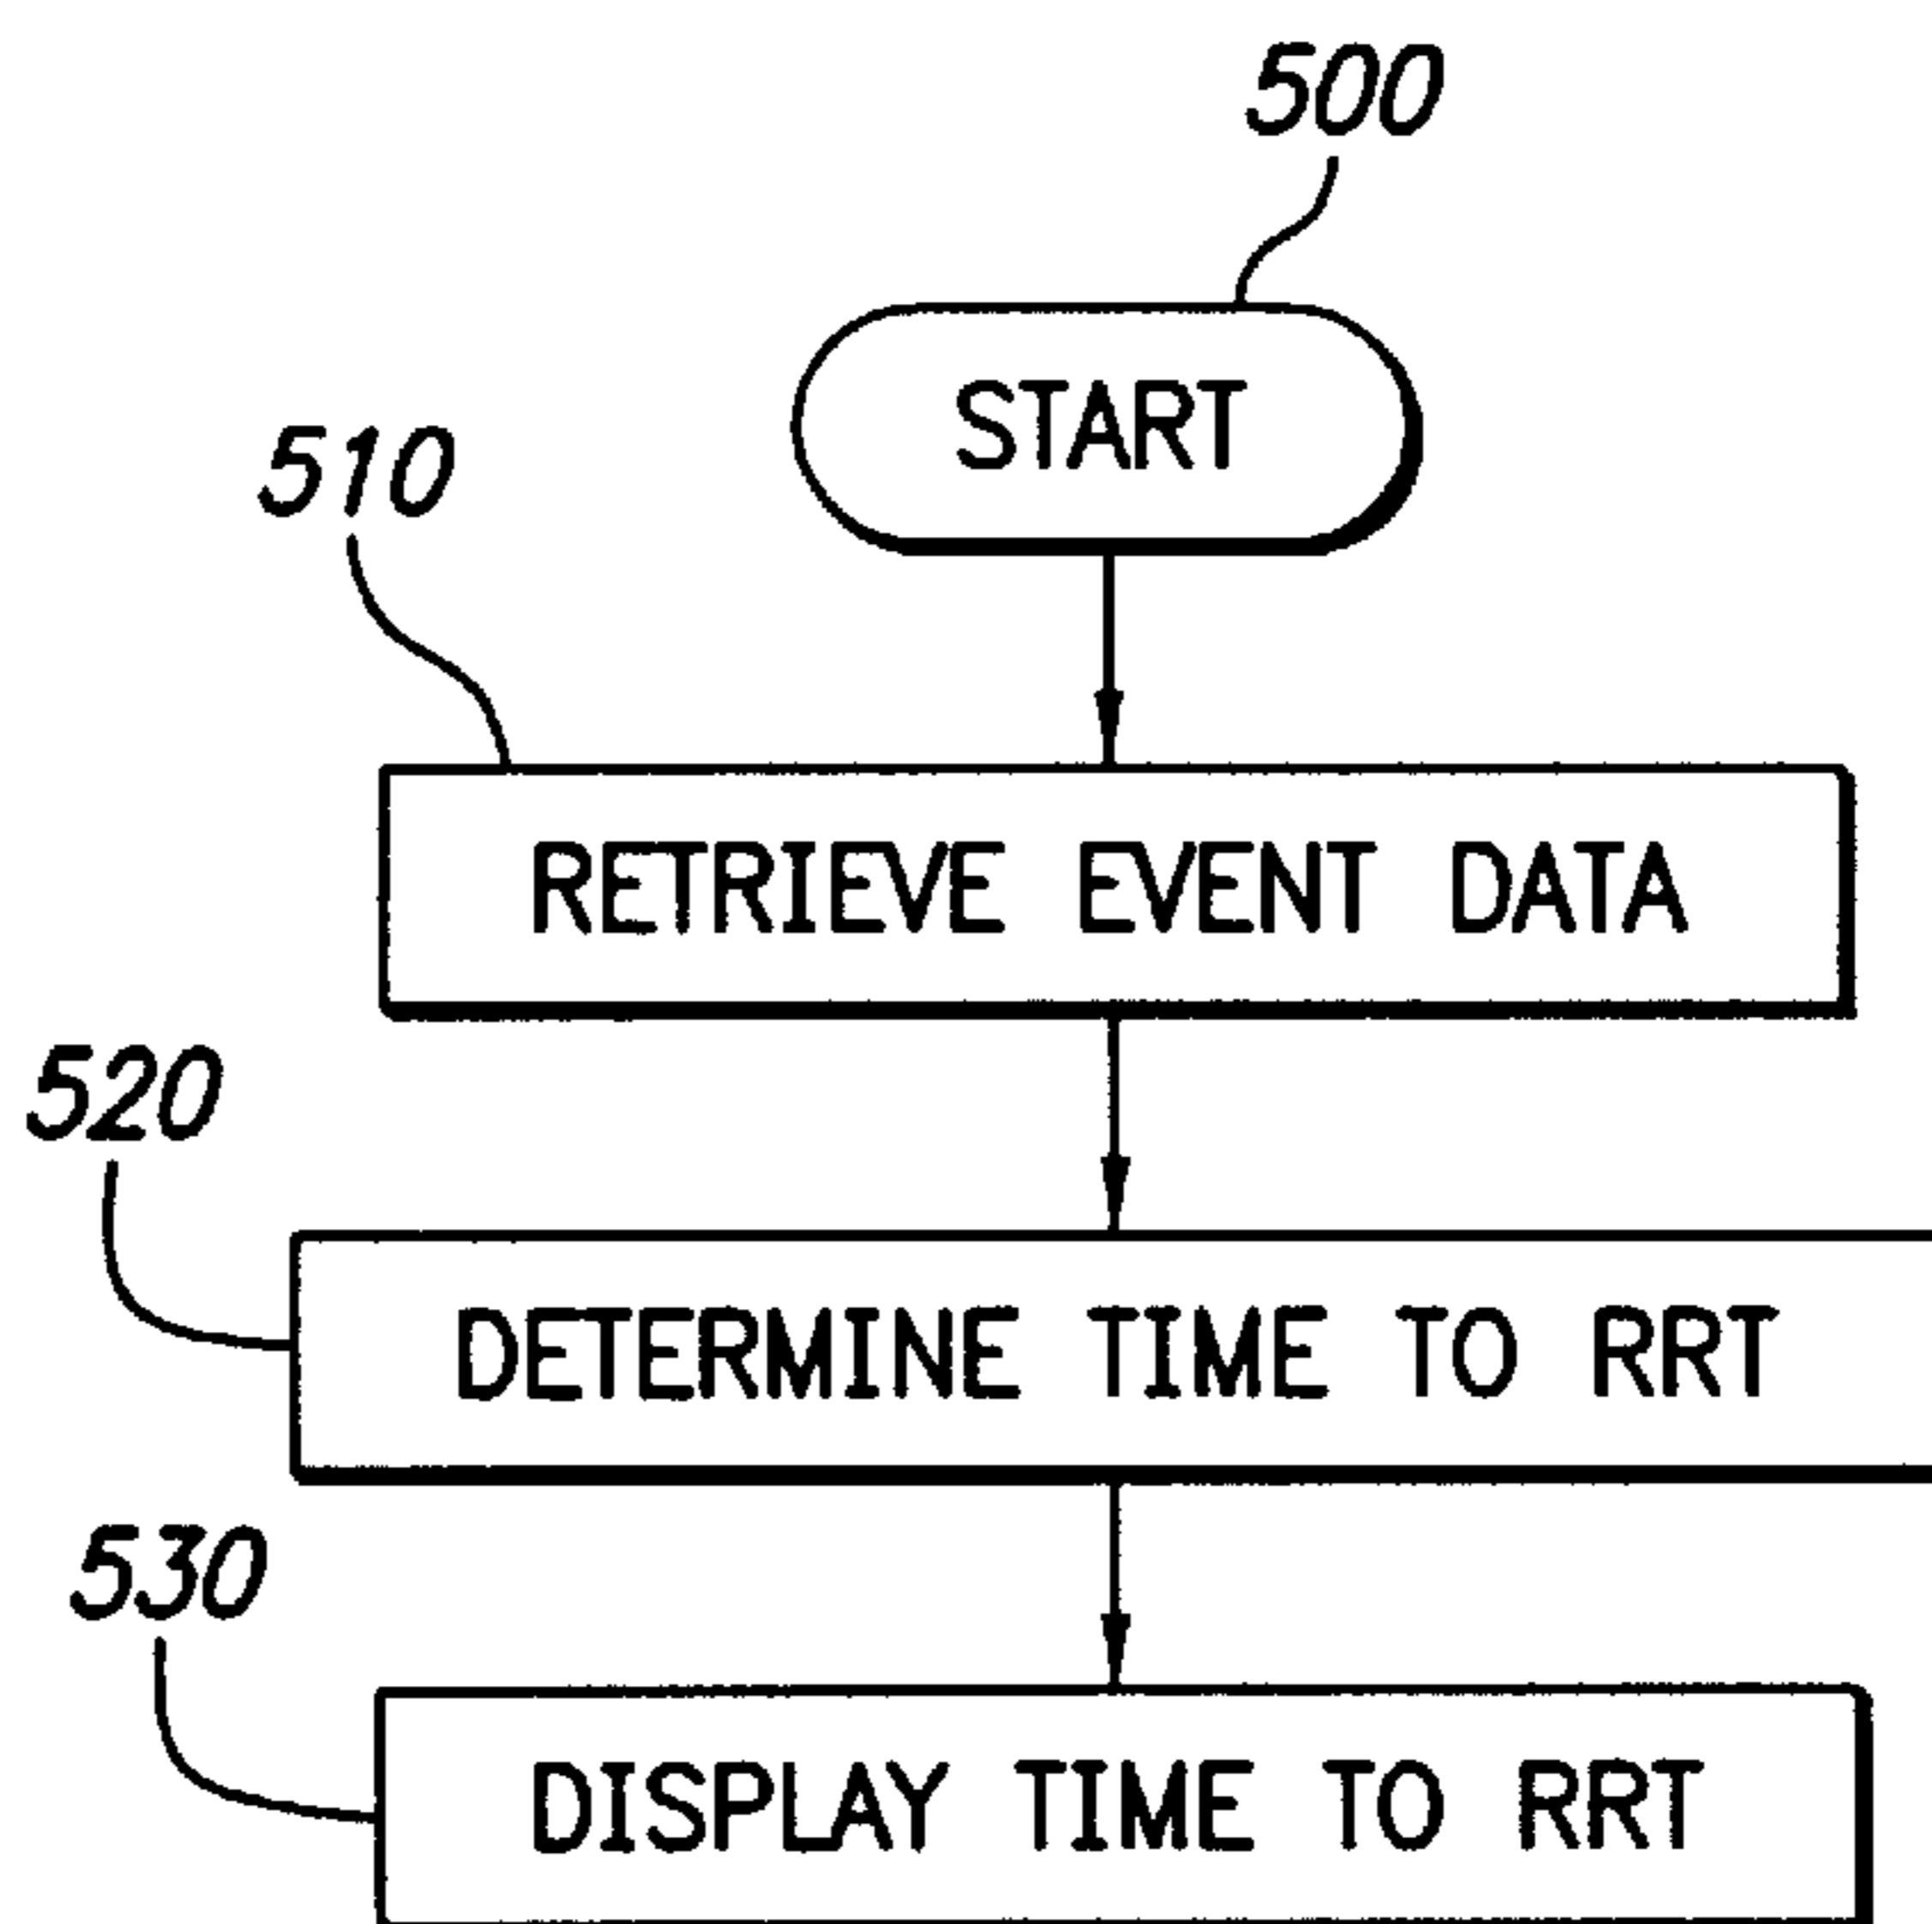 500
START
510
RETRIEVE EVENT DATA
520
DETERMINE TIME TO RRT
530
DISPLAY TIME TO RRT